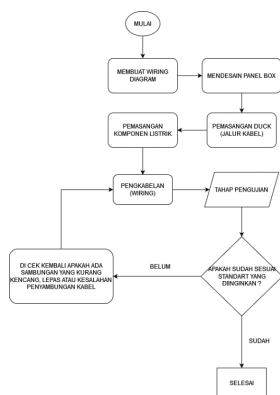 MULAI
MEMBUAT WIRING
DIAGRAM
MENDESAIN PANEL BOX
PEMASANGAN
KOMPONEN LISTRIK
PEMASANGAN DUCK
(JALUR KABEL)
PENGKABELAN
(WIRING)
TAHAP PENGUJIAN
DI CEK KEMBALI APAKAH ADA
SAMBUNGAN YANG KURANG
KENCANG, LEPAS ATAU KESALAHAN
PENYAMBUNGAN KABEL
BELUM
APAKAH SUDAH SESUAI
STANDART YANG
DIINGINKAN ?
SUDAH
SELESAI